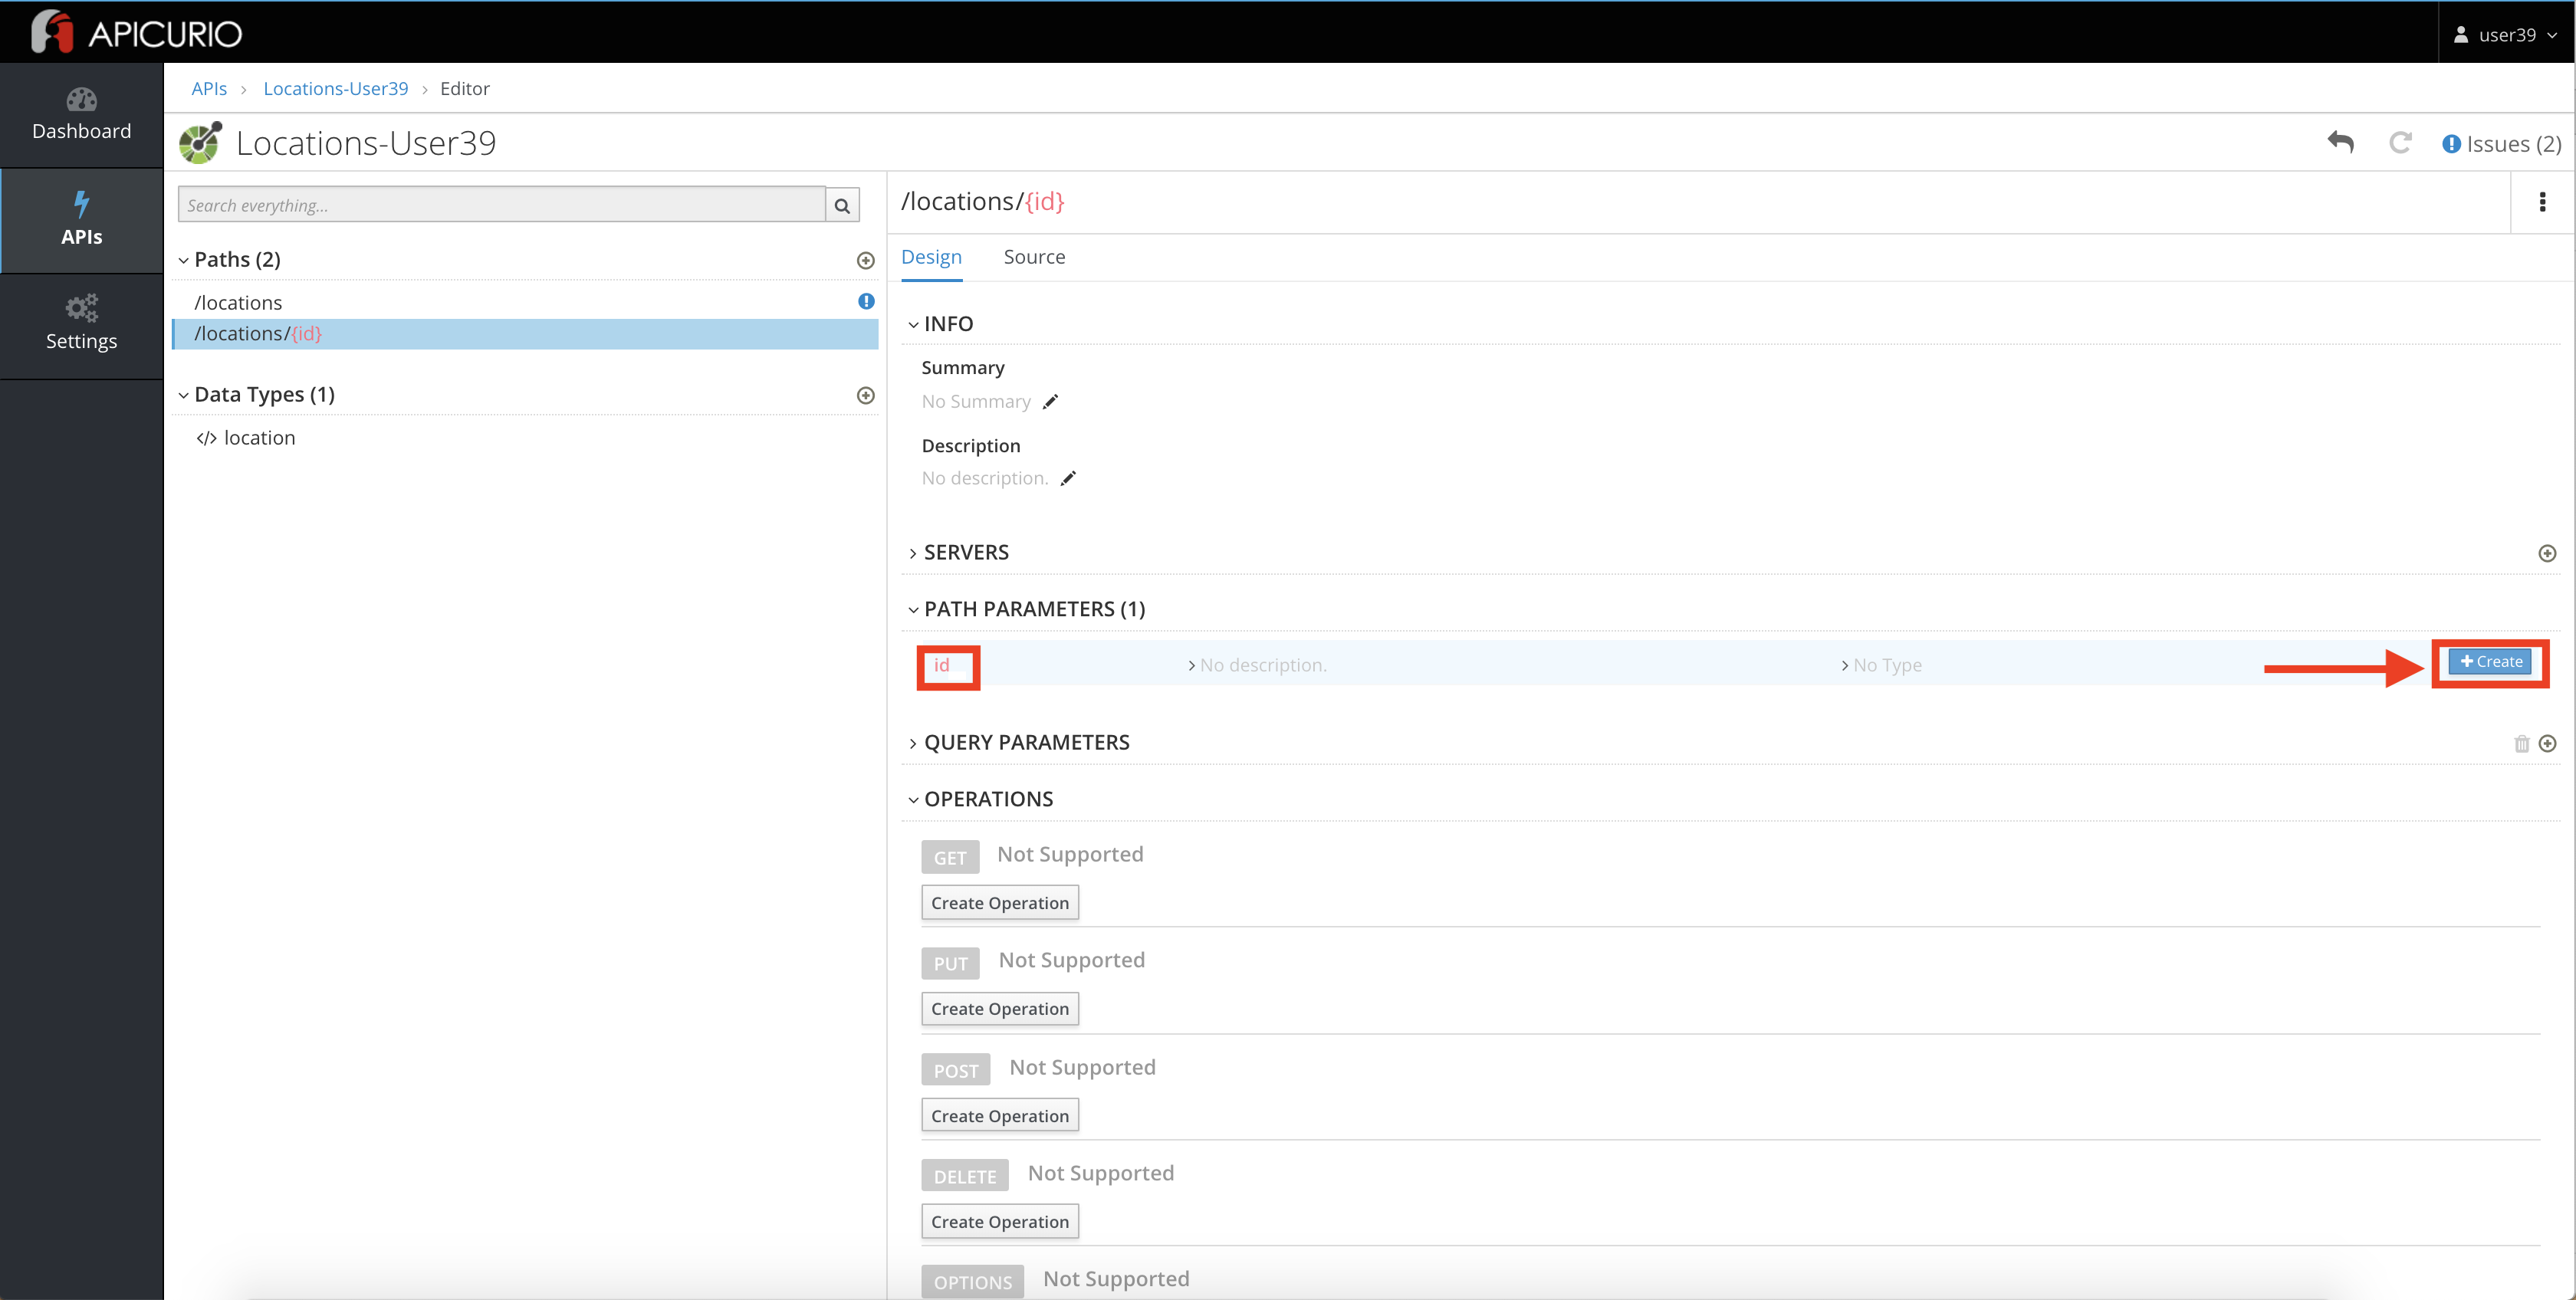 APICURIO
user39
Dashboard
APIs
Settings
APIs > Locations-User39 > Editor
Locations-User39
Issues (2)
Search everything...
Paths (2)
/locations
/locations/{id}
Data Types (1)
</> location
/locations/{id}
Design Source
INFO
Summary
No Summary
Description
No description.
SERVERS
PATH PARAMETERS (1)
id > No description. > No Type + Create
QUERY PARAMETERS
OPERATIONS
GET Not Supported
Create Operation
PUT Not Supported
Create Operation
POST Not Supported
Create Operation
DELETE Not Supported
Create Operation
OPTIONS Not Supported